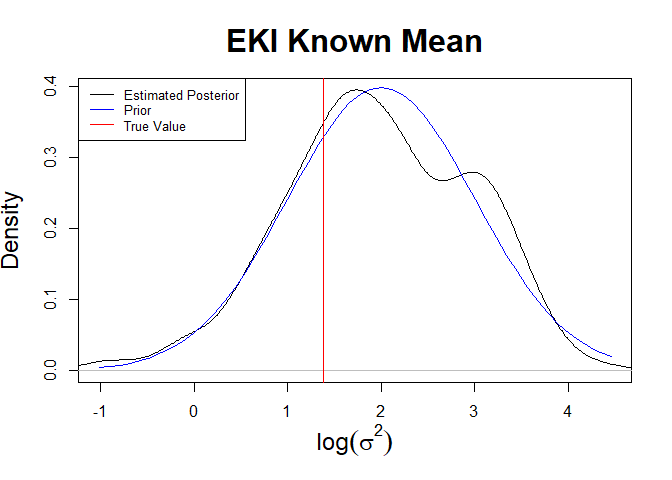 EKI Known Mean
Estimated Posterior
Prior
True Value
Density
0.4
0.3
0.2
0.1
0.0
-1 0 1 2 3 4
log(σ²)